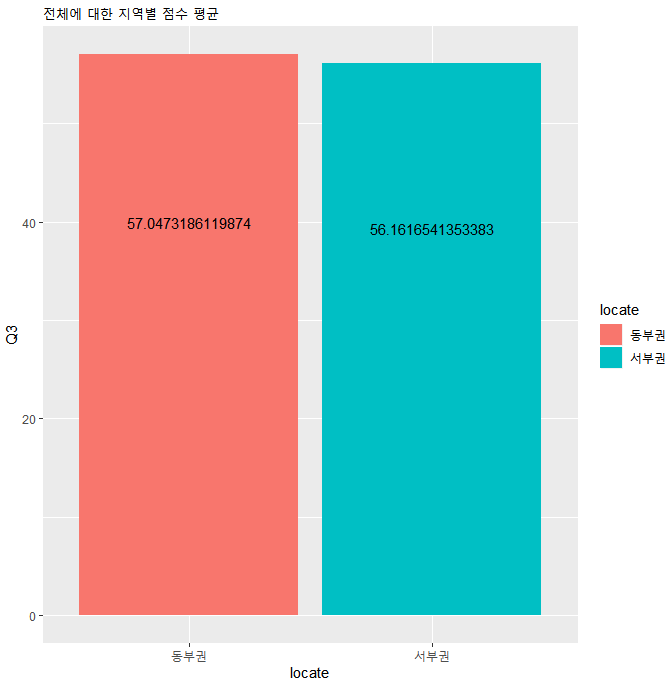 전체에 대한 지역별 점수 평균
57.0473186119874
56.1616541353383
40
20
0
Q3
동부권
서부권
locate
locate
동부권
서부권